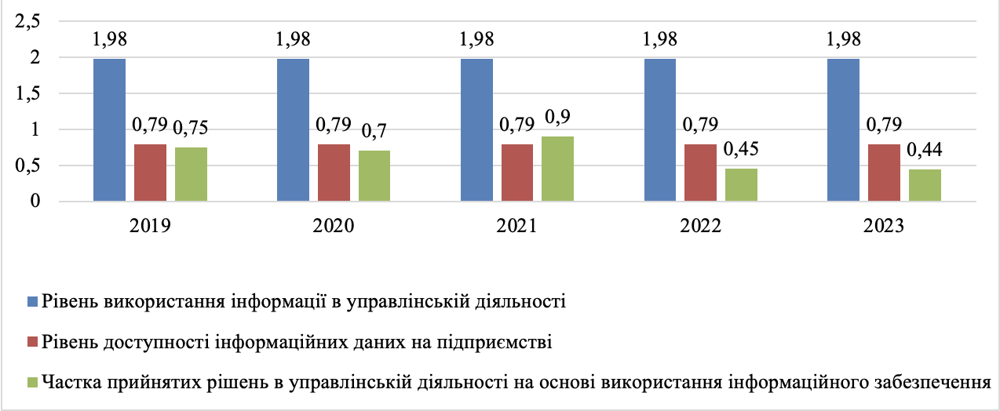 2,5
1,98 1,98 1,98 1,98 1,98
2
1,5
0,79 0,75 0,79 0,7 0,79 0,9 0,79 0,45 0,79 0,44
1
0,5
0
2019 2020 2021 2022 2023
Рівень використання інформації в управлінській діяльності
Рівень доступності інформаційних даних на підприємстві
Частка прийнятих рішень в управлінській діяльності на основі використання інформаційного забезпечення